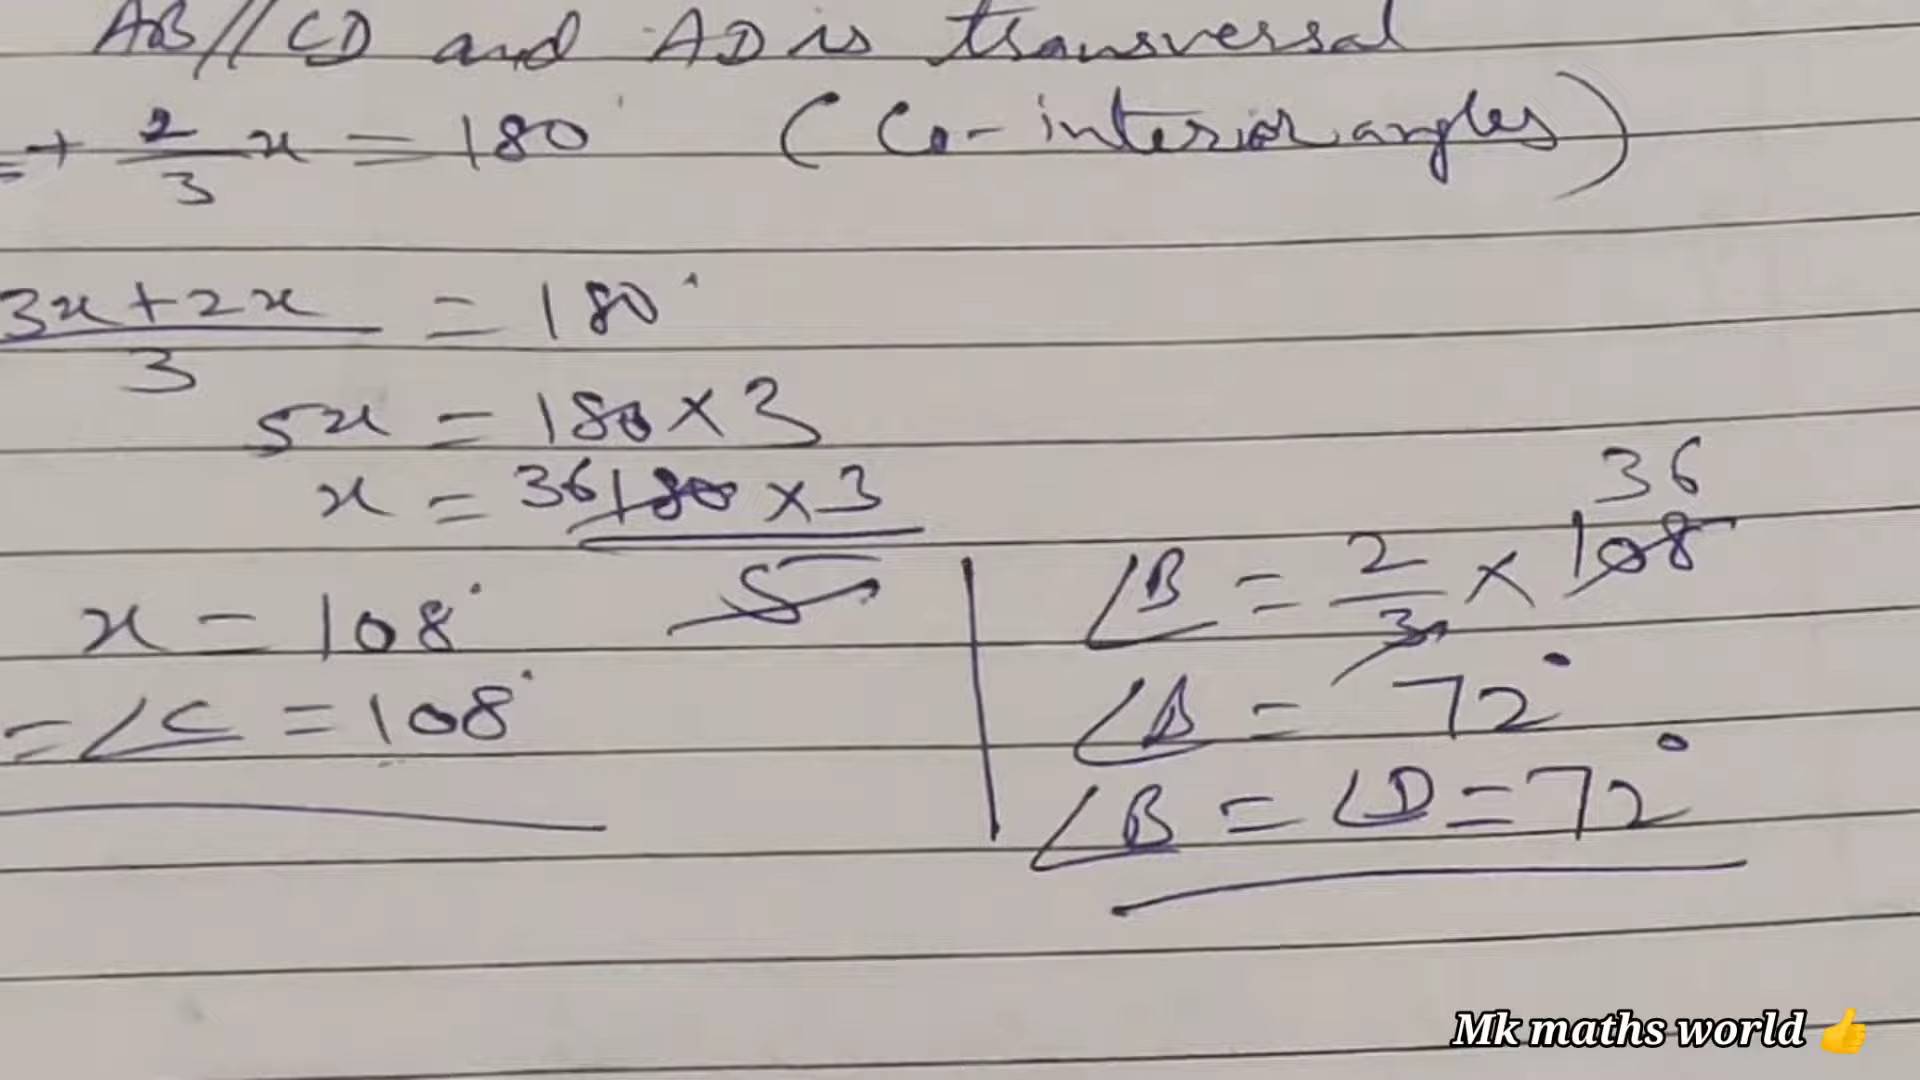 AB//CD and AD is transversal
+ 2/3 x = 180 (Co-interior angles)
3x+2x/3 = 180°
5x = 180×3
x = 36 180×3/5
x = 108°
= ∠C = 108°
36
∠B = 2/3 × 108
∠B = 72°
∠B = ∠D = 72°
Mk maths world 👍